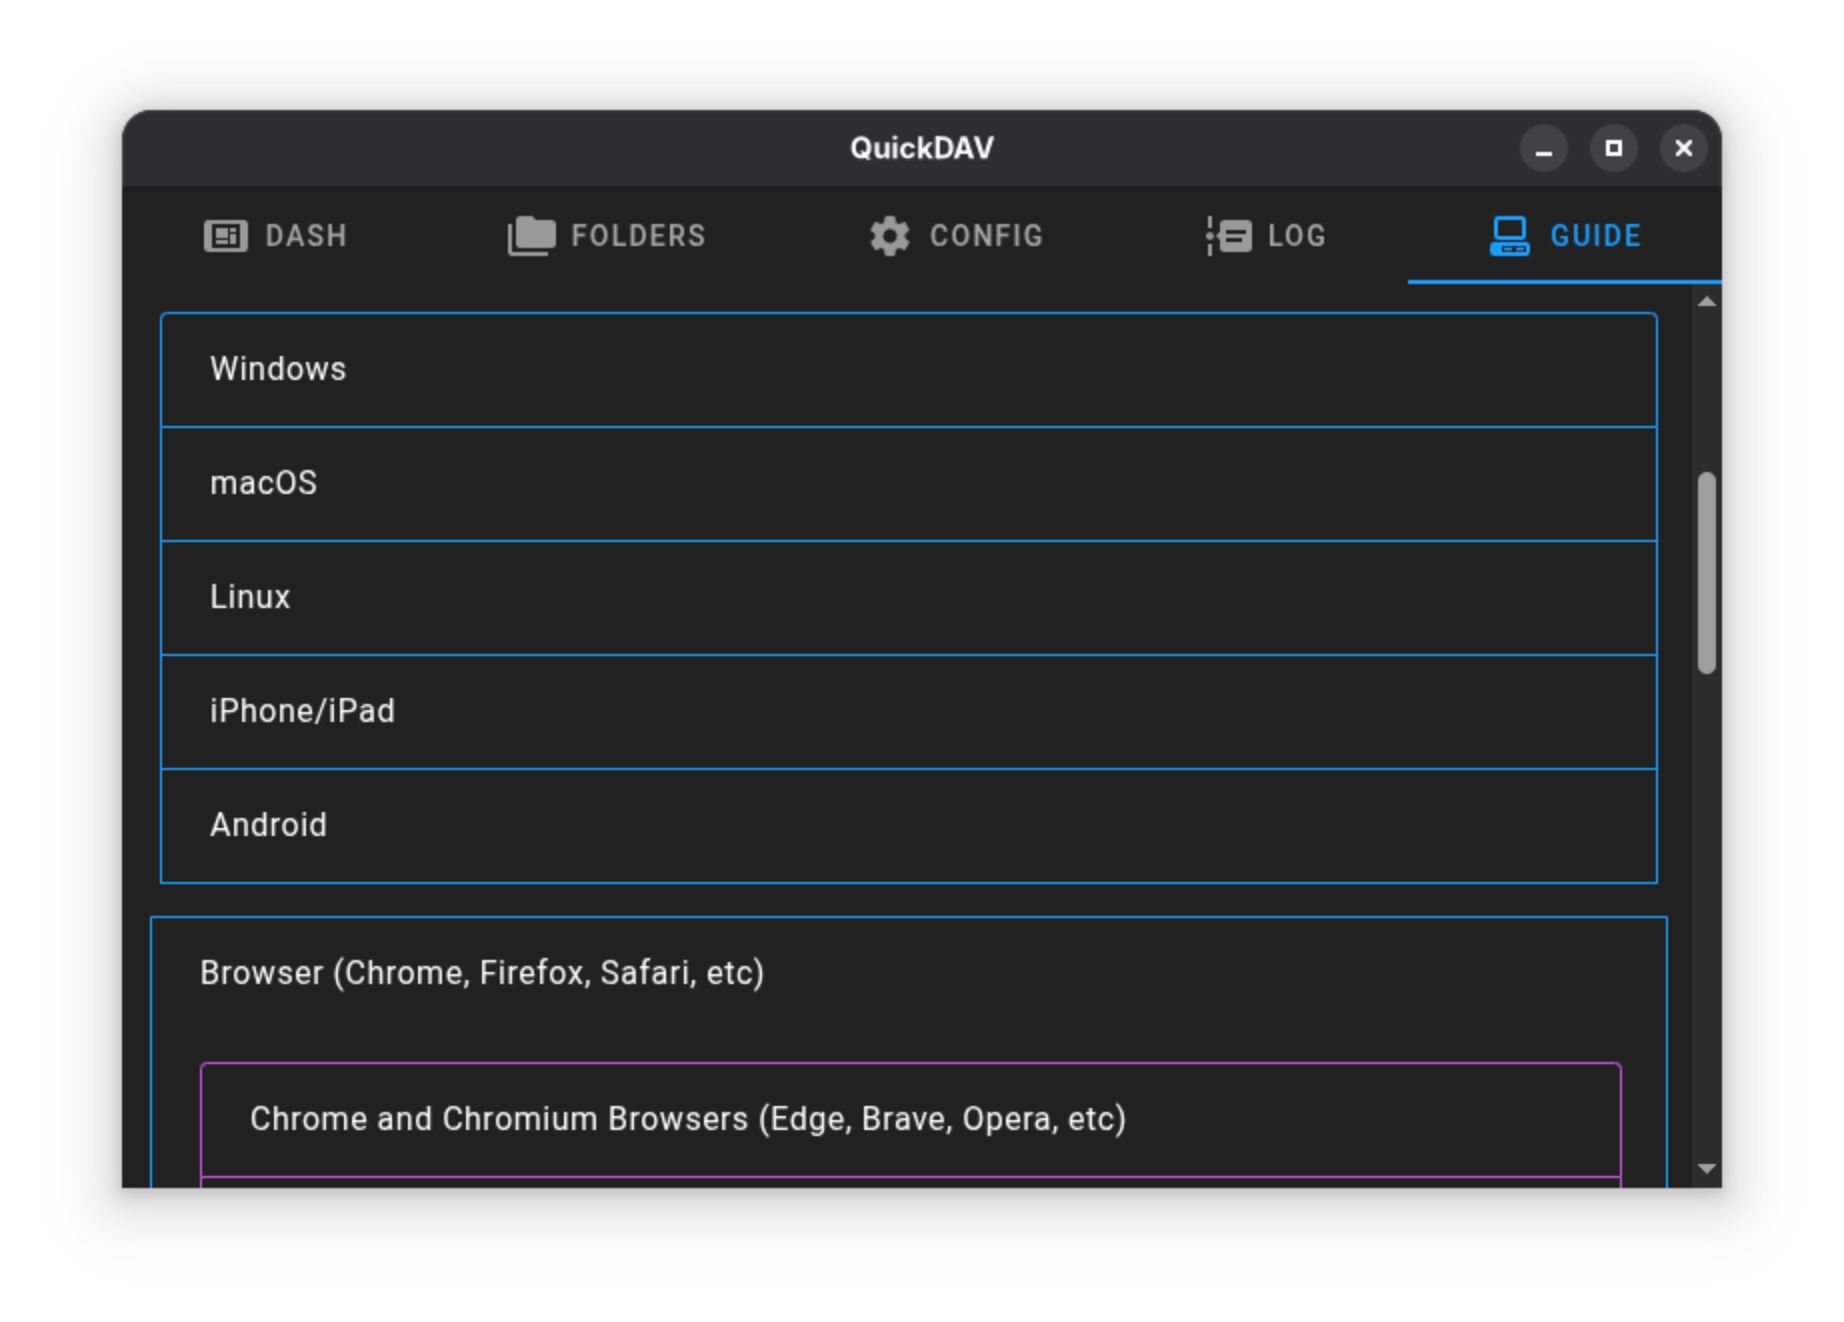 QuickDAV
DASH FOLDERS CONFIG LOG GUIDE
Windows
macOS
Linux
iPhone/iPad
Android
Browser (Chrome, Firefox, Safari, etc)
Chrome and Chromium Browsers (Edge, Brave, Opera, etc)